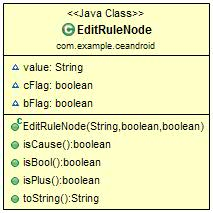 <<Java Class>>
C EditRuleNode
com.example.ceandroid
value: String
cFlag: boolean
bFlag: boolean
C EditRuleNode(String,boolean,boolean)
isCause():boolean
isBool():boolean
isPlus():boolean
toString():String